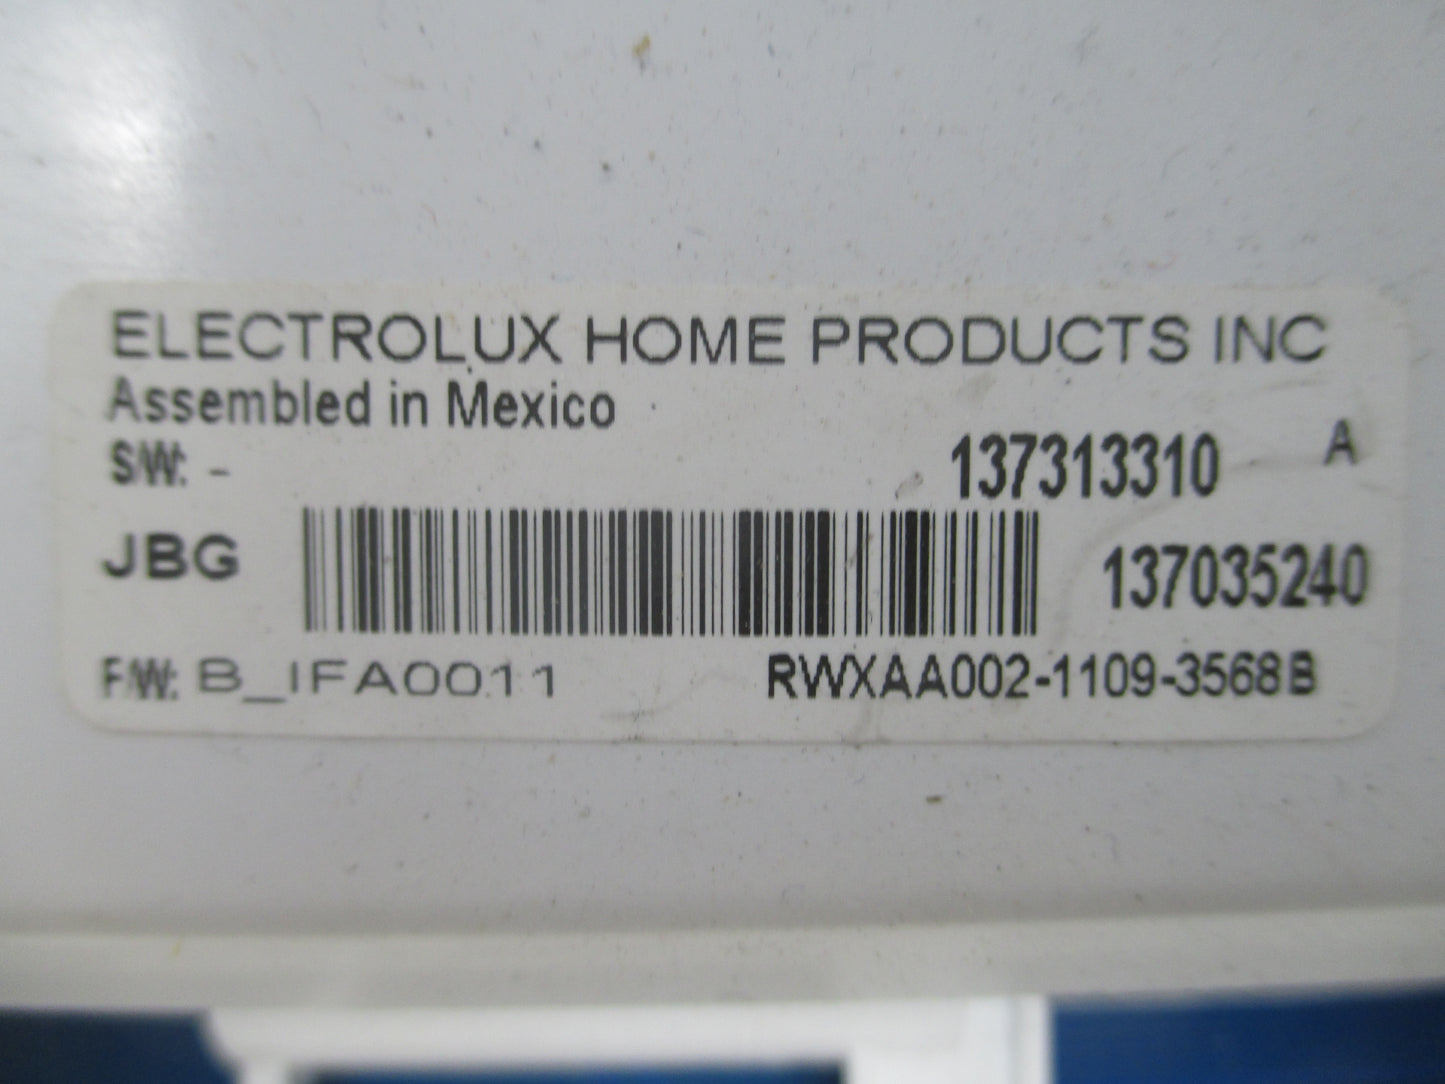 ELECTROLUX HOME PRODUCTS INC
Assembled in Mexico
S/W: -
137313310 A
JBG
137035240
F/W: B_IFA0011
RWXAA002-1109-3568B